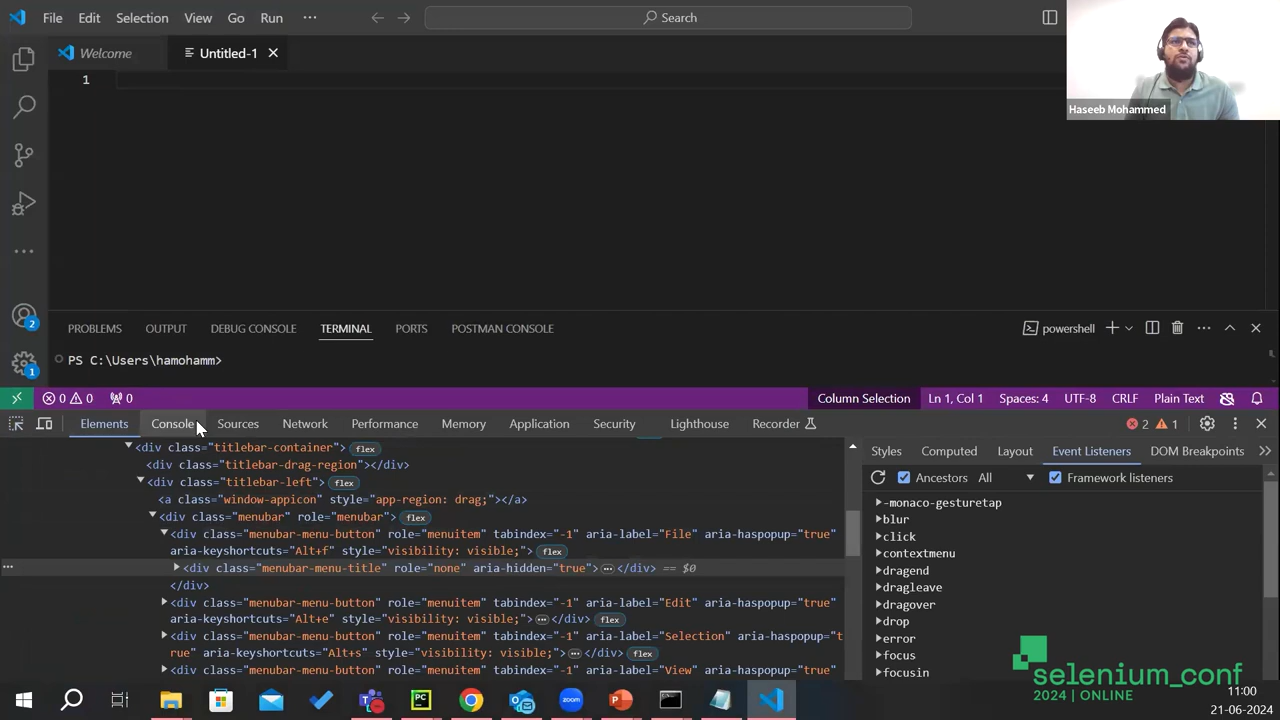 File Edit Selection View Go Run ··· Search
Welcome Untitled-1
1
Haseeb Mohammed
PROBLEMS OUTPUT DEBUG CONSOLE TERMINAL PORTS POSTMAN CONSOLE powershell
PS C:\Users\hamohamm>
2
1
0 0 0 Column Selection Ln 1, Col 1 Spaces: 4 UTF-8 CRLF Plain Text
Elements Console Sources Network Performance Memory Application Security Lighthouse Recorder 2 1
<div class="titlebar-container"> flex
<div class="titlebar-drag-region"></div>
<div class="titlebar-left"> flex
<a class="window-appicon" style="app-region: drag;"></a>
<div class="menubar" role="menubar"> flex
<div class="menubar-menu-button" role="menuitem" tabindex="-1" aria-label="File" aria-haspopup="true"
aria-keyshortcuts="Alt+f" style="visibility: visible;"> flex
<div class="menubar-menu-title" role="none" aria-hidden="true"> ··· </div> == $0
</div>
<div class="menubar-menu-button" role="menuitem" tabindex="-1" aria-label="Edit" aria-haspopup="true"
aria-keyshortcuts="Alt+e" style="visibility: visible;"> ··· </div> flex
<div class="menubar-menu-button" role="menuitem" tabindex="-1" aria-label="Selection" aria-haspopup="t
rue" aria-keyshortcuts="Alt+s" style="visibility: visible;"> ··· </div> flex
<div class="menubar-menu-button" role="menuitem" tabindex="-1" aria-label="View" aria-haspopup="true"
Styles Computed Layout Event Listeners DOM Breakpoints
Ancestors All Framework listeners
-monaco-gesturetap
blur
click
contextmenu
dragend
dragleave
dragover
drop
error
focus
focusin
selenium_conf
2024 | ONLINE
PC
zoom
11:00
21-06-2024